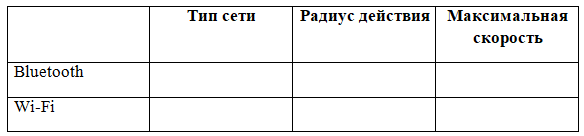 Тип сети
Радиус действия
Максимальная
скорость
Bluetooth
Wi-Fi